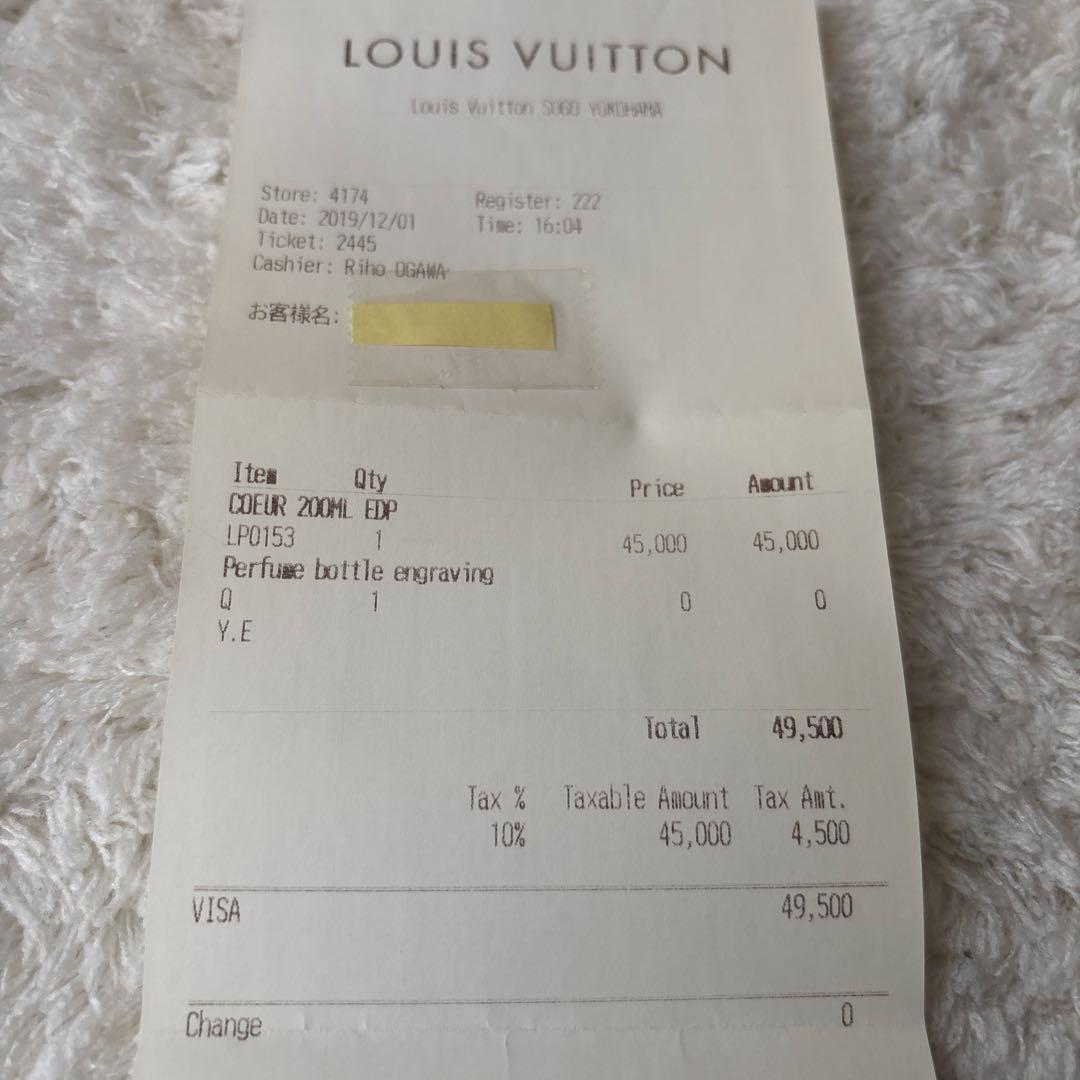 LOUIS VUITTON
Louis Vuitton SOGO YOKOHAMA
Store: 4174 Register: 222
Date: 2019/12/01 Time: 16:04
Ticket: 2445
Cashier: Riho OGAWA
お客様名:
Item Qty Price Amount
COEUR 200ML EDP
LP0153 1 45,000 45,000
Perfume bottle engraving
Q 1 0 0
Y.E
Total 49,500
Tax % Taxable Amount Tax Amt.
10% 45,000 4,500
VISA 49,500
Change 0